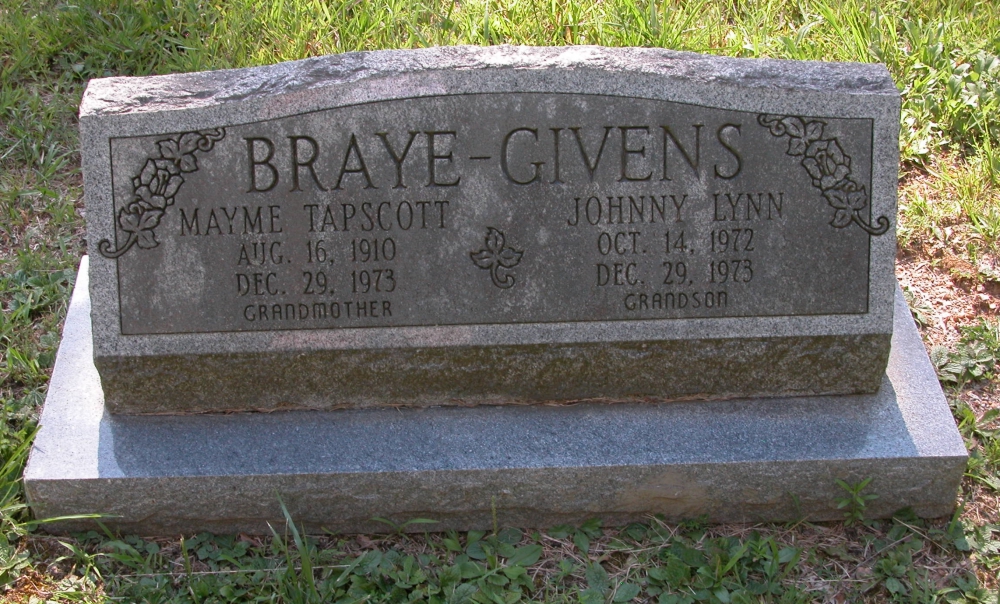 BRAYE-GIVENS
MAYME TAPSCOTT
AUG. 16, 1910
DEC. 29, 1973
GRANDMOTHER
JOHNNY LYNN
OCT. 14, 1972
DEC. 29, 1973
GRANDSON